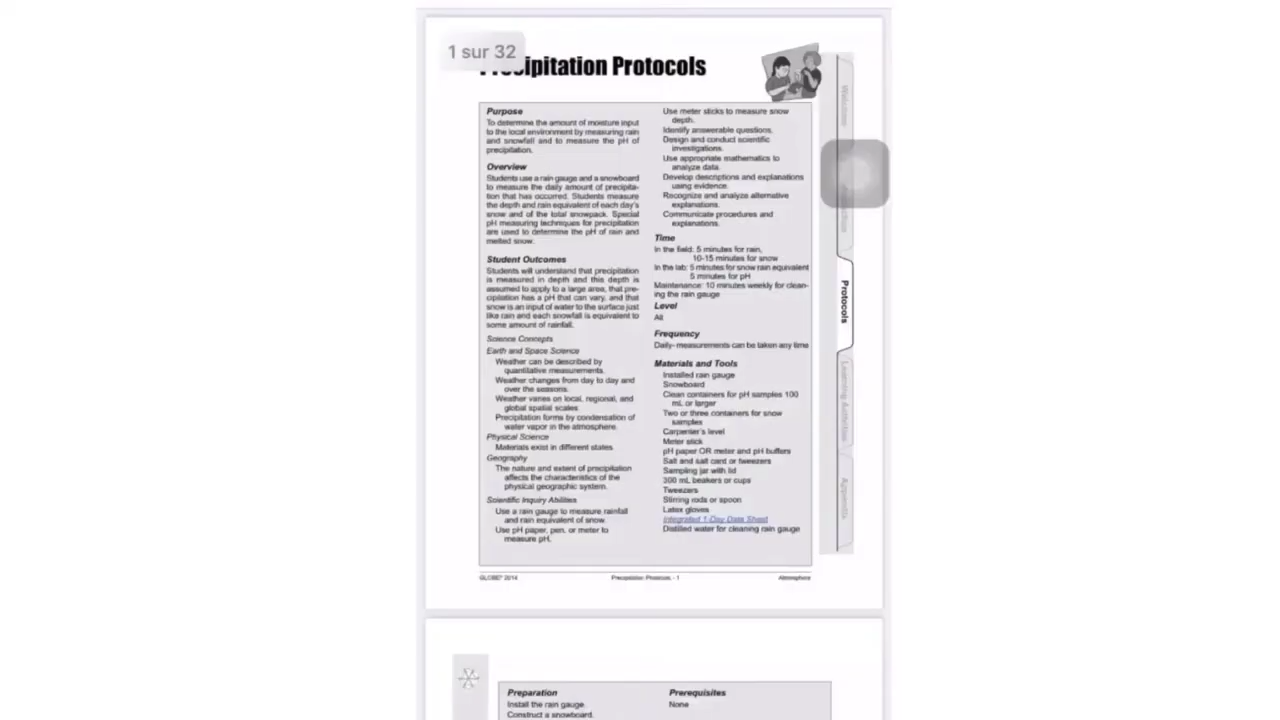 1 sur 32
Precipitation Protocols
Purpose
To determine the amount of moisture input
to the local environment by measuring rain
and snowfall and to measure the pH of
precipitation.
Overview
Students use a rain gauge and a snowboard
to measure the daily amount of precipita-
tion that has occurred. Students measure
the depth and rain equivalent of each day's
snow and of the total snowpack. Special
pH measuring techniques for precipitation
are used to determine the pH of rain and
melted snow.
Student Outcomes
Students will understand that precipitation
is measured in depth and this depth is
assumed to apply to a large area, that pre-
cipitation has a pH that can vary, and that
snow is an input of water to the surface just
like rain and each snowfall is equivalent to
some amount of rainfall.
Science Concepts
Earth and Space Science
Weather can be described by
quantitative measurements.
Weather changes from day to day and
over the seasons.
Weather varies on local, regional, and
global spatial scales
Precipitation forms by condensation of
water vapor in the atmosphere.
Physical Science
Materials exist in different states
Geography
The nature and extent of precipitation
affects the characteristics of the
physical geographic system.
Scientific Inquiry Abilities
Use a rain gauge to measure rainfall
and rain equivalent of snow.
Use pH paper, pen, or meter to
measure pH.
Use meter sticks to measure snow
depth.
Identify answerable questions.
Design and conduct scientific
investigations.
Use appropriate mathematics to
analyze data.
Develop descriptions and explanations
using evidence.
Recognize and analyze alternative
explanations.
Communicate procedures and
explanations.
Time
In the field: 5 minutes for rain,
10-15 minutes for snow
In the lab: 5 minutes for snow rain equivalent
5 minutes for pH
Maintenance: 10 minutes weekly for clean-
ing the rain gauge
Level
All
Frequency
Daily- measurements can be taken any time
Materials and Tools
Installed rain gauge
Snowboard
Clean containers for pH samples 100
mL or larger
Two or three containers for snow
samples
Carpenter's level
Meter stick
pH paper OR meter and pH buffers
Salt and salt card or tweezers
Sampling jar with lid
300 mL beakers or cups
Tweezers
Stirring rods or spoon
Latex gloves
Integrated 1-Day Data Sheet
Distilled water for cleaning rain gauge
Welcome
Protocols
Learning Activities
Appendix
GLOBE® 2014
Precipitation Protocols - 1
Atmosphere
Preparation
Install the rain gauge.
Construct a snowboard.
Prerequisites
None